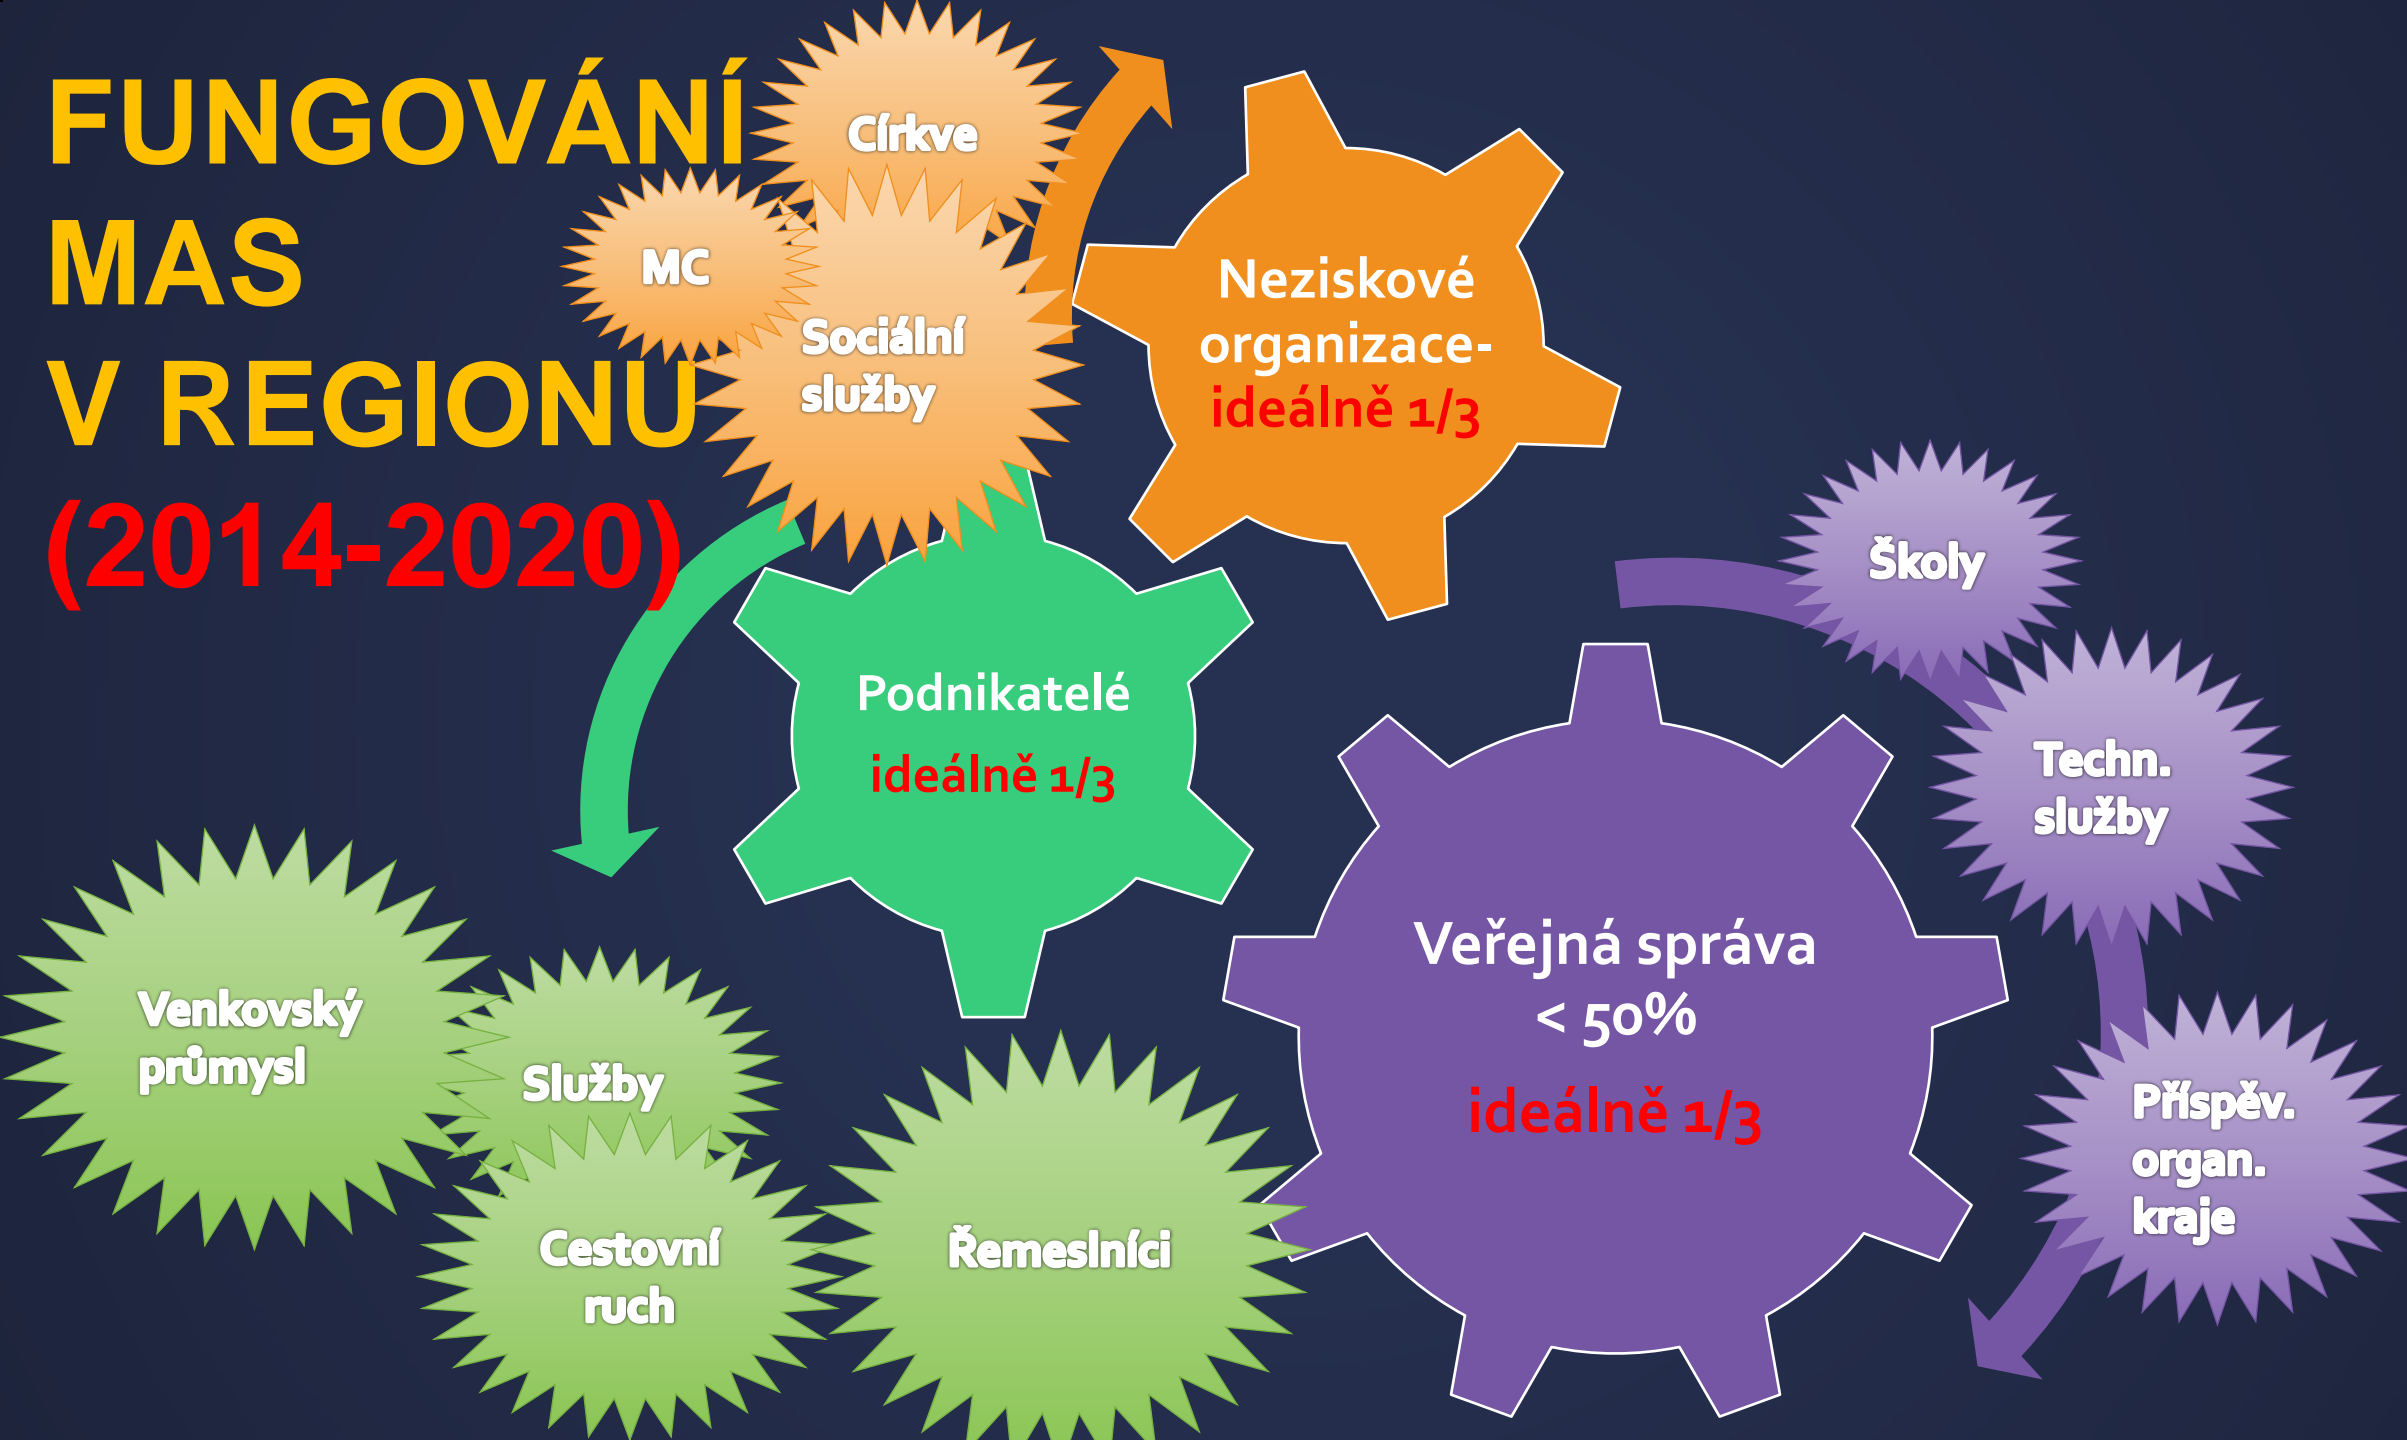 FUNGOVÁNÍ
MAS
V REGIONU
(2014-2020)
Církve
MC
Sociální
služby
Neziskové
organizace-
ideálně 1/3
Podnikatelé
ideálně 1/3
Školy
Techn.
služby
Veřejná správa
< 50%
ideálně 1/3
Příspěv.
organ.
kraje
Venkovský
průmysl
Služby
Cestovní
ruch
Řemeslníci